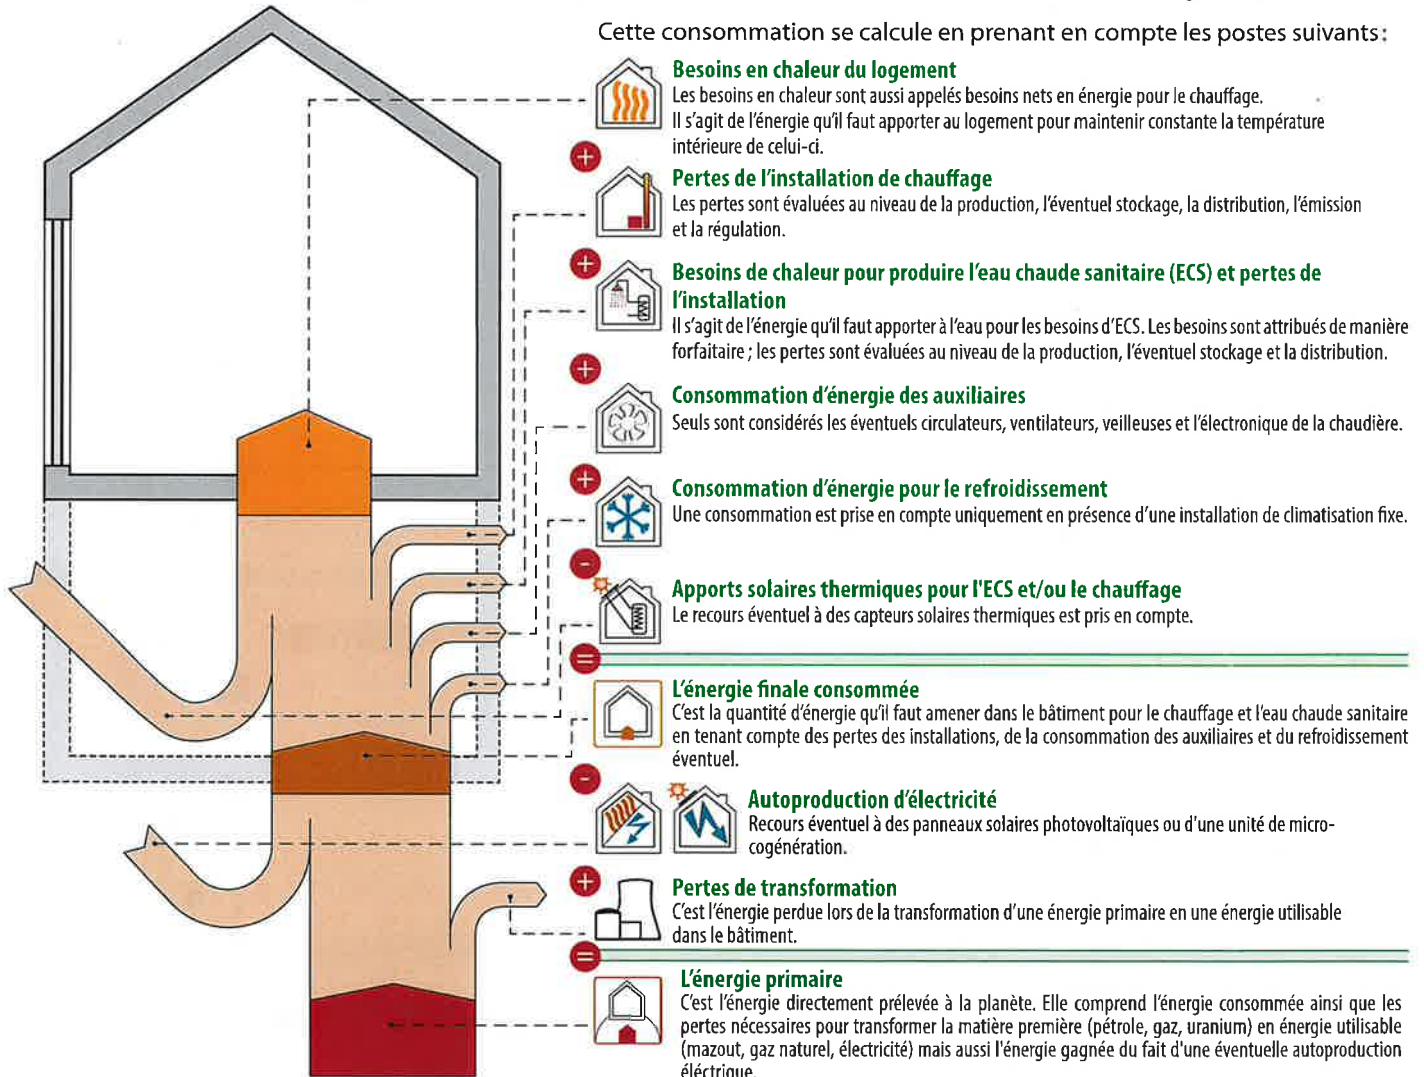 Cette consommation se calcule en prenant en compte les postes suivants:
Besoins en chaleur du logement
Les besoins en chaleur sont aussi appelés besoins nets en énergie pour le chauffage.
Il s'agit de l'énergie qu'il faut apporter au logement pour maintenir constante la température
intérieure de celui-ci.
+
Pertes de l'installation de chauffage
Les pertes sont évaluées au niveau de la production, l'éventuel stockage, la distribution, l'émission
et la régulation.
+
Besoins de chaleur pour produire l'eau chaude sanitaire (ECS) et pertes de
l'installation
Il s'agit de l'énergie qu'il faut apporter à l'eau pour les besoins d'ECS. Les besoins sont attribués de manière
forfaitaire ; les pertes sont évaluées au niveau de la production, l'éventuel stockage et la distribution.
+
Consommation d'énergie des auxiliaires
Seuls sont considérés les éventuels circulateurs, ventilateurs, veilleuses et l'électronique de la chaudière.
+
Consommation d'énergie pour le refroidissement
Une consommation est prise en compte uniquement en présence d'une installation de climatisation fixe.
-
Apports solaires thermiques pour l'ECS et/ou le chauffage
Le recours éventuel à des capteurs solaires thermiques est pris en compte.
=
L'énergie finale consommée
C'est la quantité d'énergie qu'il faut amener dans le bâtiment pour le chauffage et l'eau chaude sanitaire
en tenant compte des pertes des installations, de la consommation des auxiliaires et du refroidissement
éventuel.
-
Autoproduction d'électricité
Recours éventuel à des panneaux solaires photovoltaïques ou d'une unité de micro-
cogénération.
+
Pertes de transformation
C'est l'énergie perdue lors de la transformation d'une énergie primaire en une énergie utilisable
dans le bâtiment.
=
L'énergie primaire
C'est l'énergie directement prélevée à la planète. Elle comprend l'énergie consommée ainsi que les
pertes nécessaires pour transformer la matière première (pétrole, gaz, uranium) en énergie utilisable
(mazout, gaz naturel, électricité) mais aussi l'énergie gagnée du fait d'une éventuelle autoproduction
éléctrique.